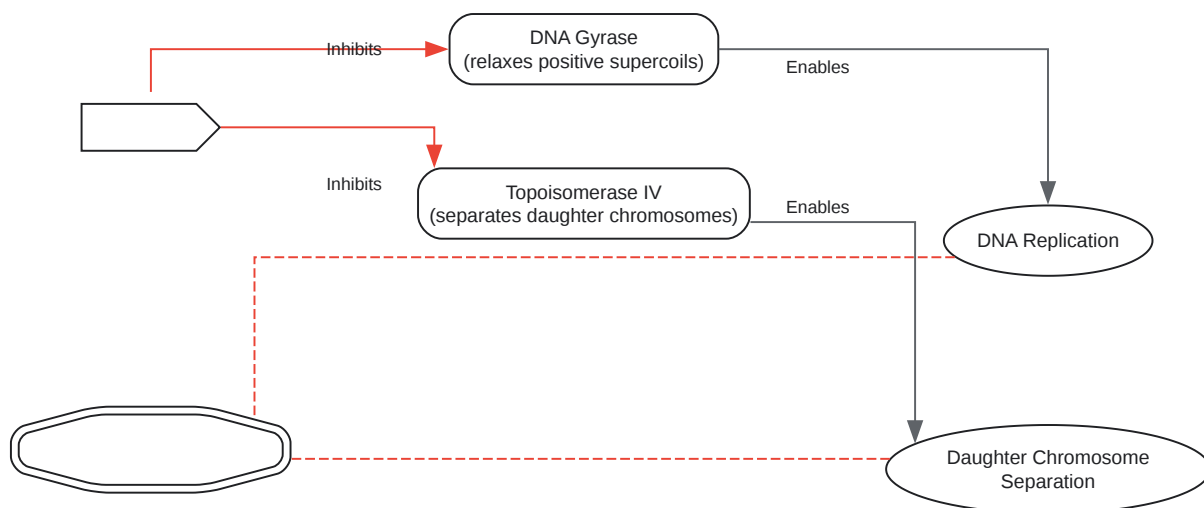 Inhibits
DNA Gyrase
(relaxes positive supercoils)
Enables
Inhibits
Topoisomerase IV
(separates daughter chromosomes)
Enables
DNA Replication
Daughter Chromosome
Separation